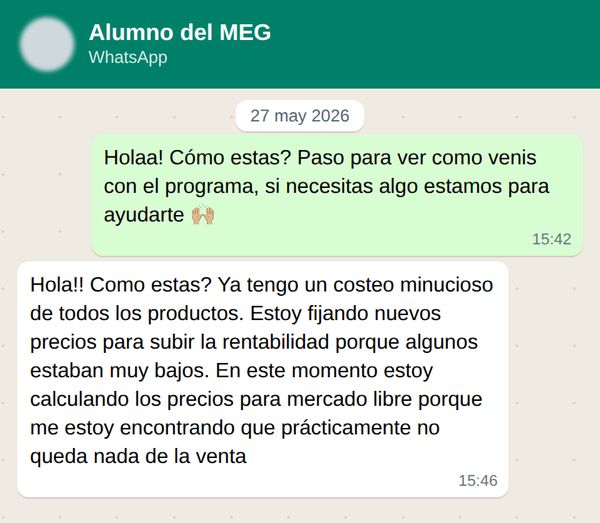 Alumno del MEG
WhatsApp
27 may 2026
Holaa! Cómo estas? Paso para ver como venis
con el programa, si necesitas algo estamos para
ayudarte 🙌🏼
15:42
Hola!! Como estas? Ya tengo un costeo minucioso
de todos los productos. Estoy fijando nuevos
precios para subir la rentabilidad porque algunos
estaban muy bajos. En este momento estoy
calculando los precios para mercado libre porque
me estoy encontrando que prácticamente no
queda nada de la venta
15:46